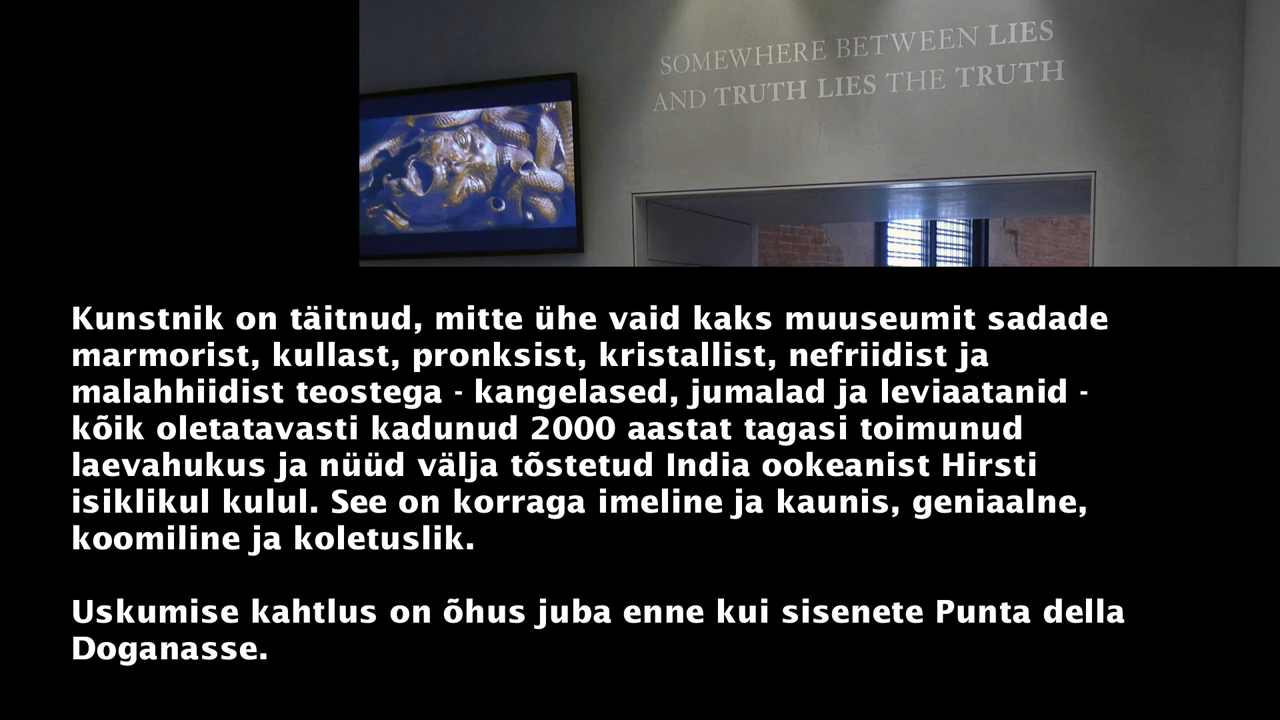 SOMEWHERE BETWEEN LIES
AND TRUTH LIES THE TRUTH
Kunstnik on täitnud, mitte ühe vaid kaks muuseumit sadade
marmorist, kullast, pronksist, kristallist, nefriidist ja
malahhiidist teostega - kangelased, jumalad ja leviaatanid -
kõik oletatavasti kadunud 2000 aastat tagasi toimunud
laevahukus ja nüüd välja tõstetud India ookeanist Hirsti
isiklikul kulul. See on korraga imeline ja kaunis, geniaalne,
koomiline ja koletuslik.
Uskumise kahtlus on õhus juba enne kui sisenete Punta della
Doganasse.